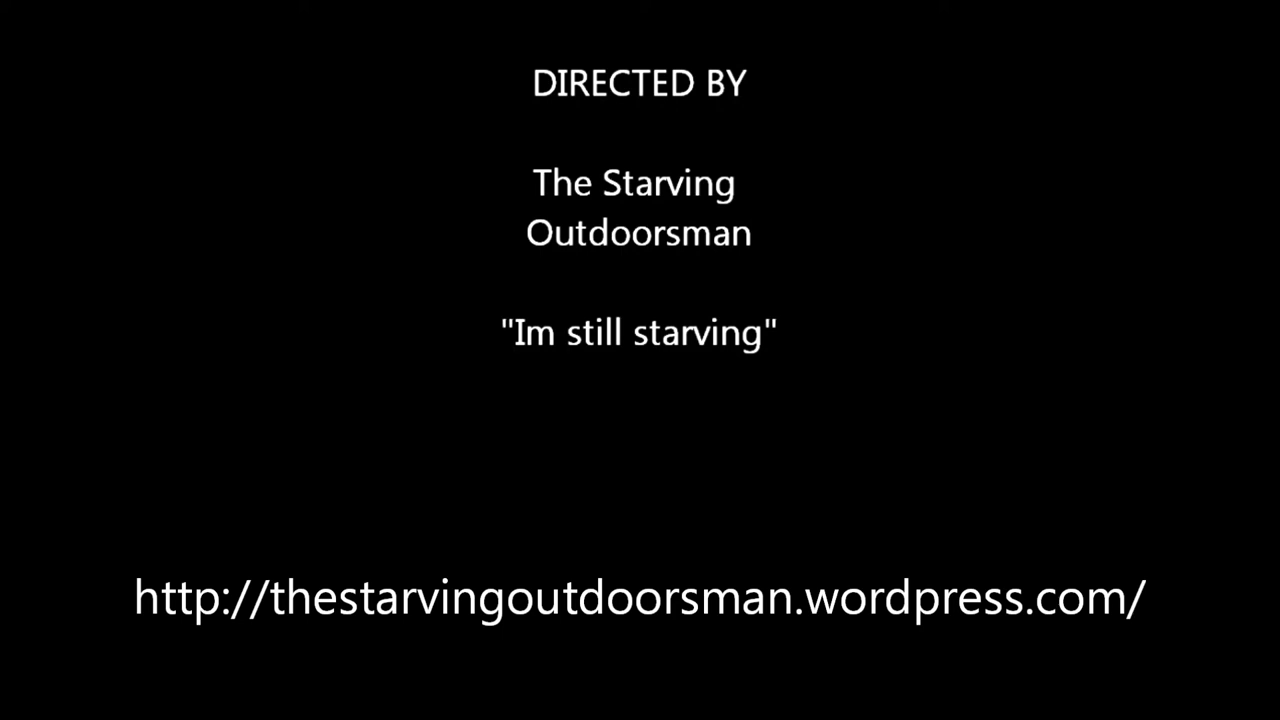 DIRECTED BY
The Starving
Outdoorsman
"Im still starving"
http://thestarvingoutdoorsman.wordpress.com/